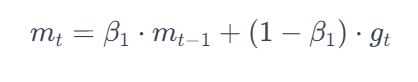 m_t = β_1 · m_{t−1} + (1 − β_1) · g_t